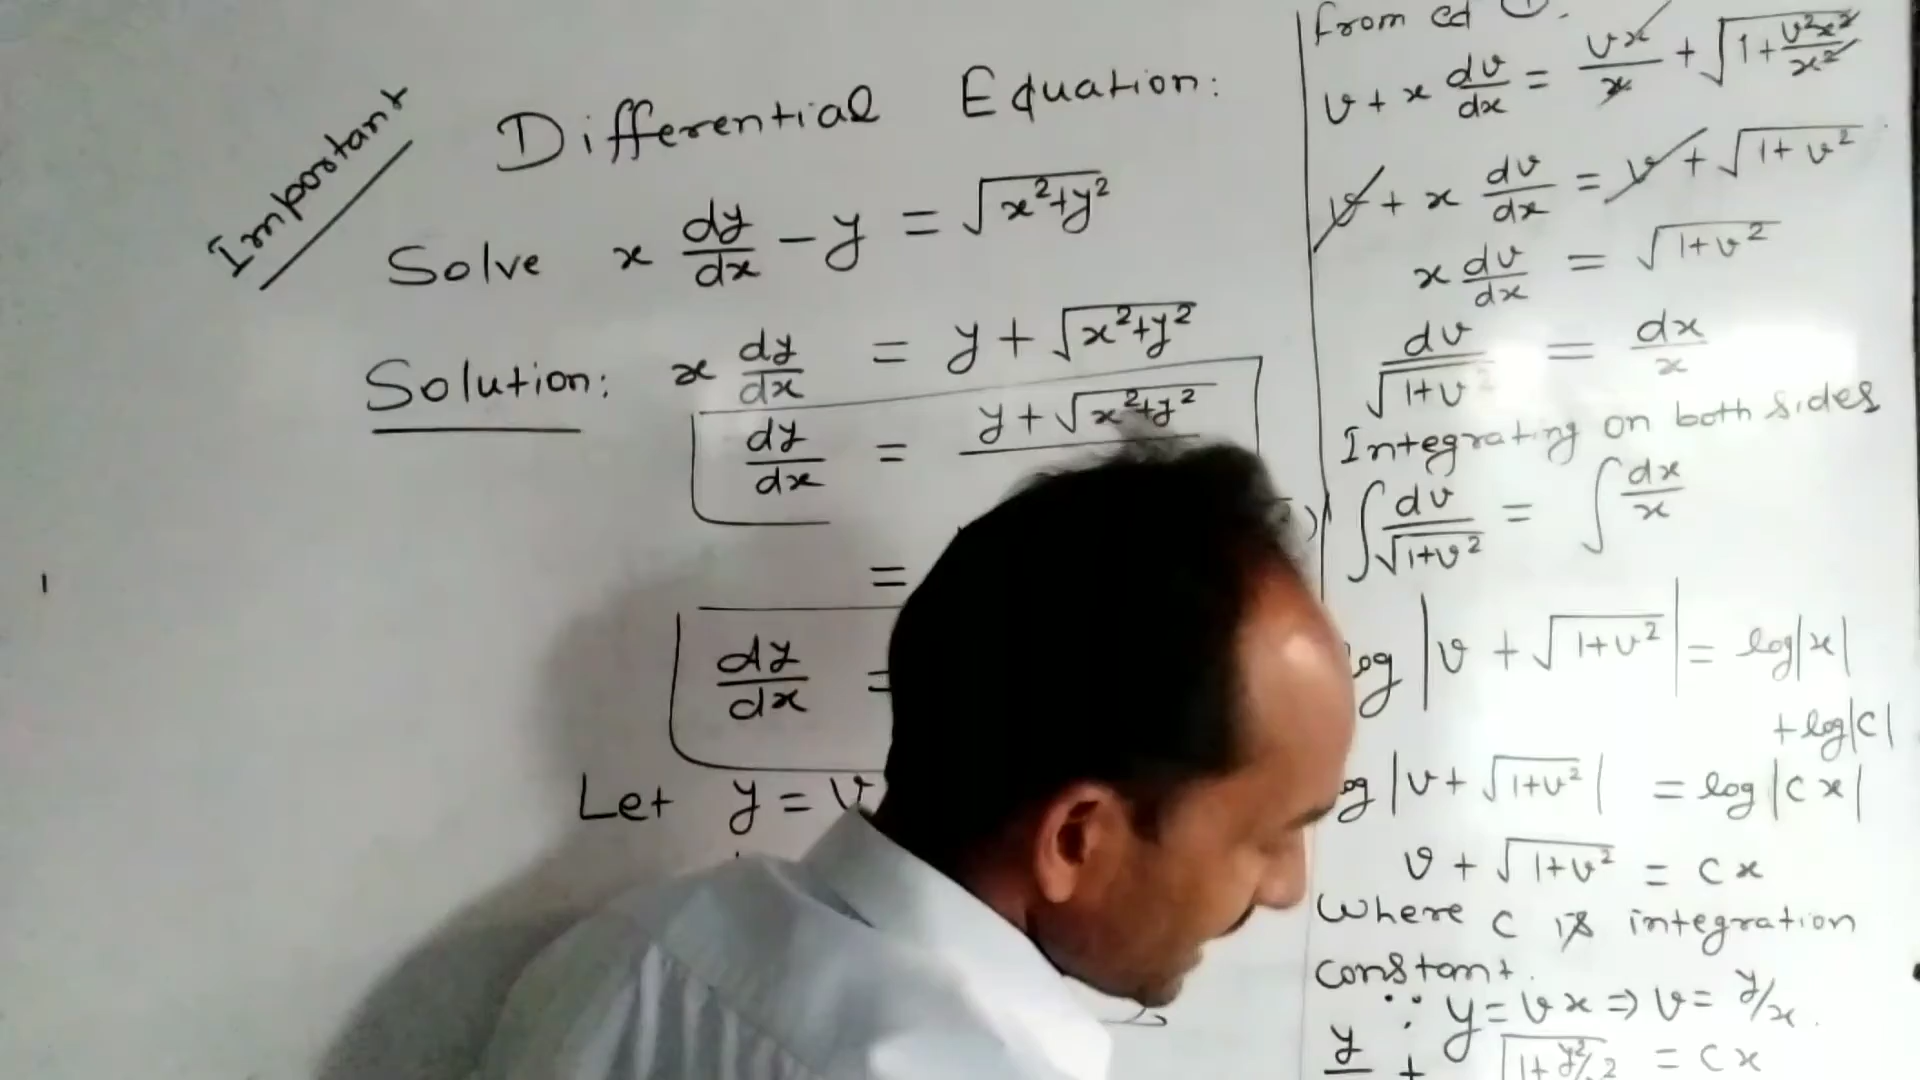 Important
Differential Equation:
Solve x dy/dx - y = √(x²+y²)
Solution: x dy/dx = y + √(x²+y²)
dy/dx = y + √(x²+y²)
=
dy/dx =
Let y = v
from eq ①.
v + x dv/dx = vx/x + √(1 + v²x²/x²)
v + x dv/dx = v + √(1+v²)
x dv/dx = √(1+v²)
dv/√(1+v²) = dx/x
Integrating on both sides
∫ dv/√(1+v²) = ∫ dx/x
log |v + √(1+v²)| = log|x|
+ log|c|
log |v + √(1+v²)| = log |cx|
v + √(1+v²) = cx
where c is integration
constant.
∵ y = vx ⇒ v = y/x.
y + √(1+y²/x²) = cx